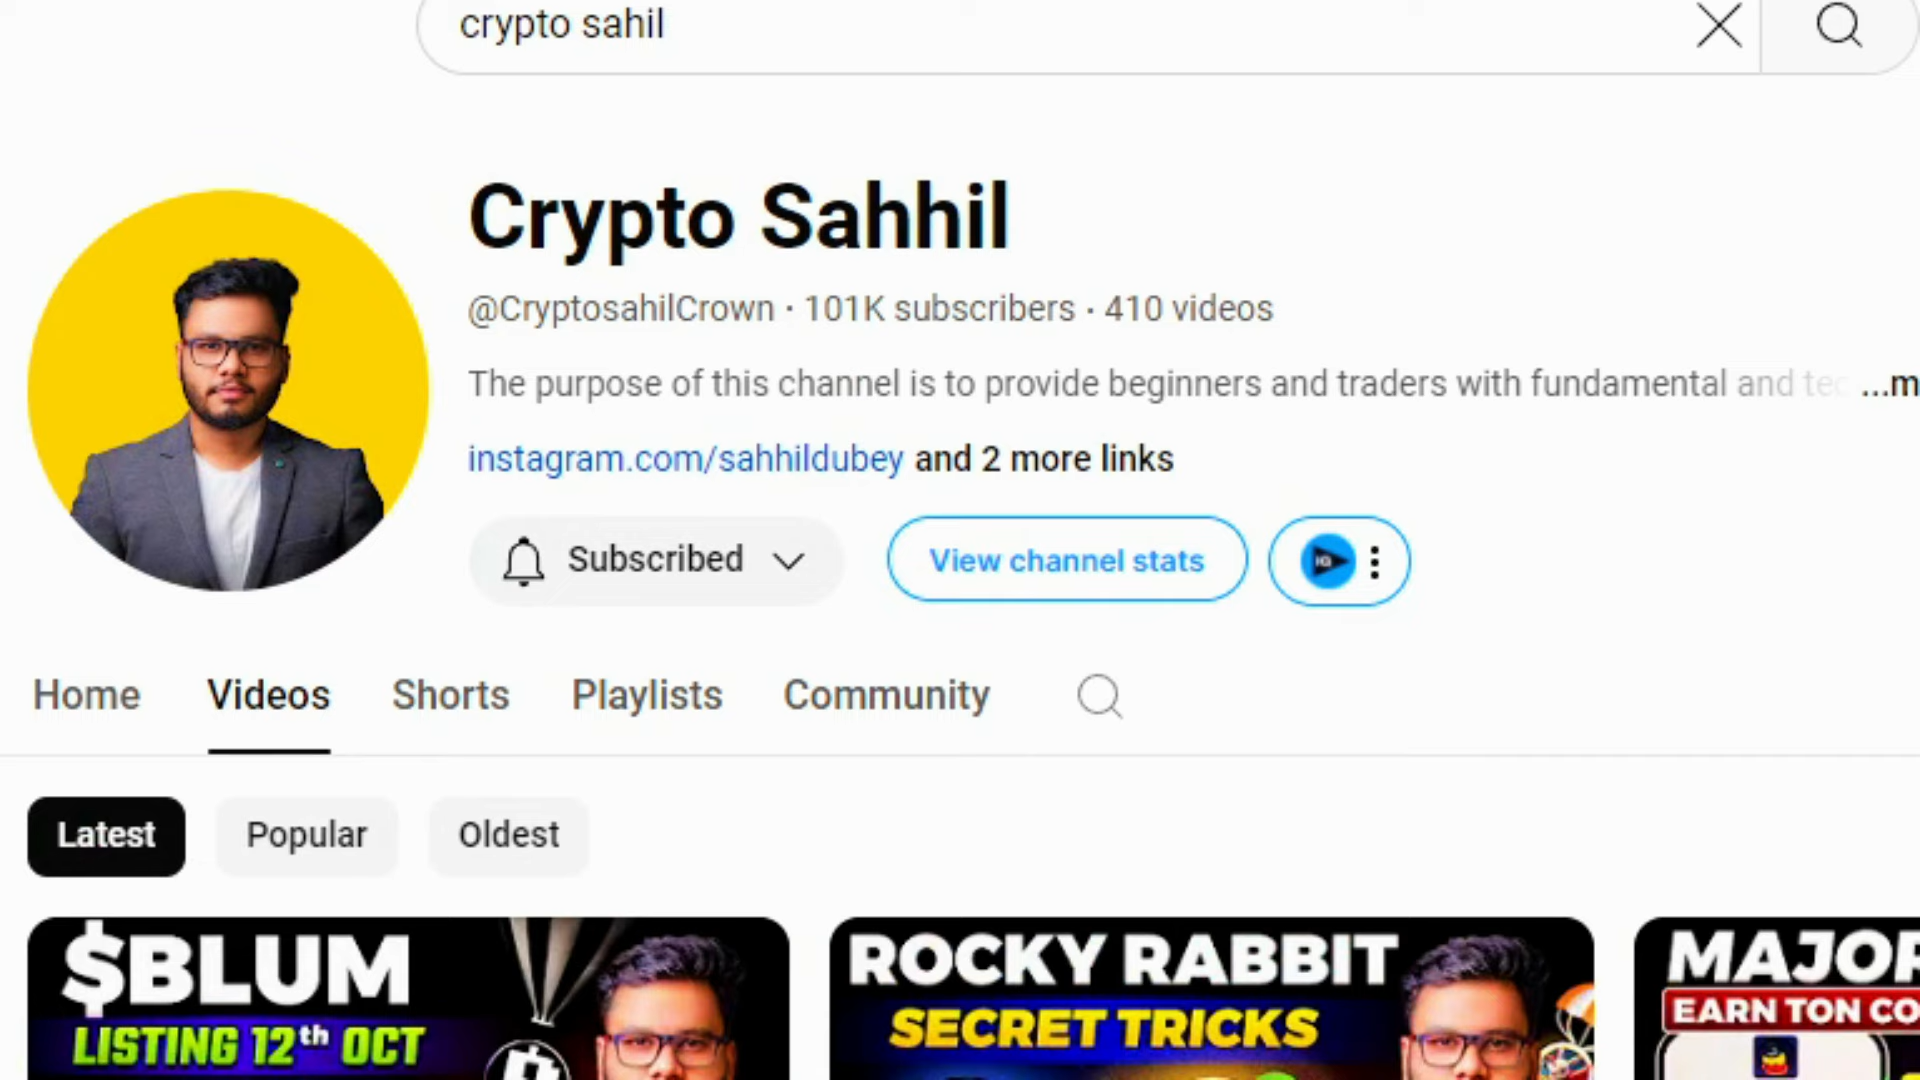 crypto sahil
Crypto Sahhil
@CryptosahilCrown · 101K subscribers · 410 videos
The purpose of this channel is to provide beginners and traders with fundamental and tec ...m
instagram.com/sahhildubey and 2 more links
Subscribed
View channel stats
IQ
Home Videos Shorts Playlists Community
Latest Popular Oldest
$BLUM
LISTING 12th OCT
ROCKY RABBIT
SECRET TRICKS
MAJOR
EARN TON CO